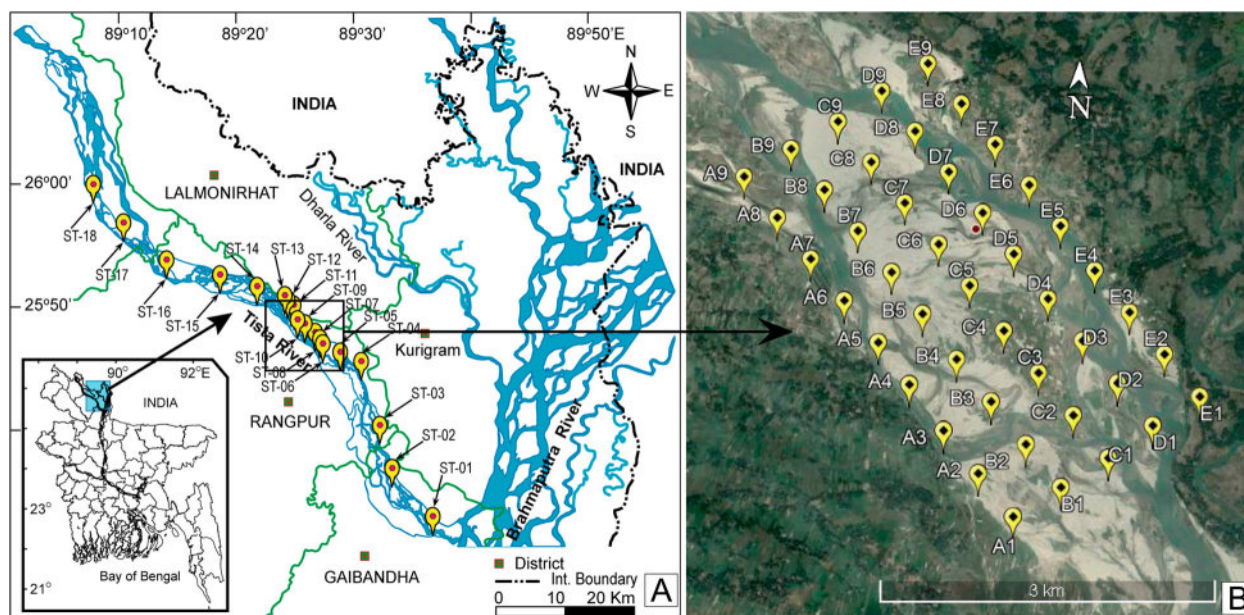 89°10' 89°20' 89°30' 89°50'
N
W E
S
INDIA
INDIA
26°00'
LALMONIRHAT
Dharla River
ST-18
ST-17
ST-14
ST-13
ST-12
ST-11
ST-09
ST-07
ST-05
ST-04
25°50'
ST-16
ST-15
Tista River
ST-10
ST-08
ST-06
Kurigram
RANGPUR
ST-03
ST-02
ST-01
Brahmaputra River
90° 92°E
INDIA
23°
21°
Bay of Bengal
GAIBANDHA
District
Int. Boundary
0 10 20 Km
A
B
N
E9
D9
E8
C9
D8
E7
B9
C8
D7
A9
B8
C7
D6
E6
A8
B7
C6
D5
E5
A7
B6
C5
D4
E4
A6
B5
C4
D3
E3
A5
B4
C3
D2
E2
A4
B3
C2
D1
E1
A3
B2
C1
A2
B1
A1
3 km